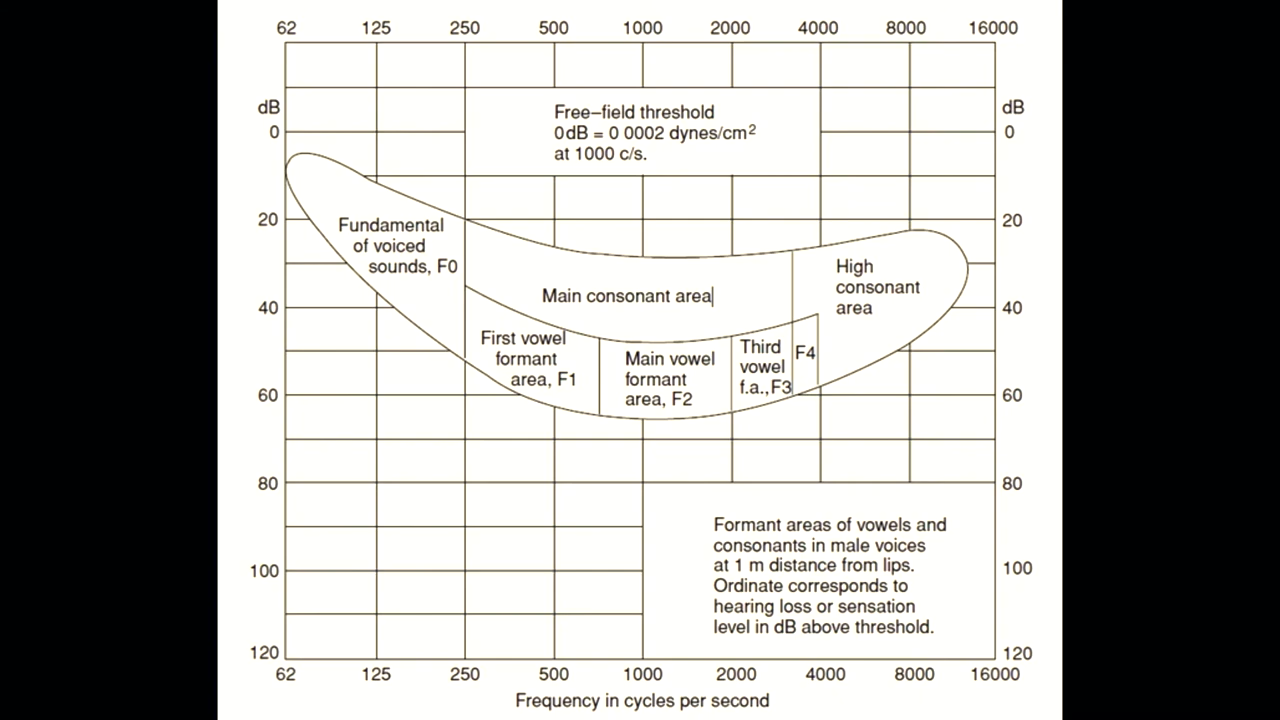 62 125 250 500 1000 2000 4000 8000 16000
dB dB
0 0
Free–field threshold
0dB = 0 0002 dynes/cm²
at 1000 c/s.
20 20
Fundamental
of voiced
sounds, F0
High
consonant
area
Main consonant area
40 40
First vowel
formant
area, F1
Main vowel
formant
area, F2
Third
vowel
f.a.,F3
F4
60 60
80 80
Formant areas of vowels and
consonants in male voices
at 1 m distance from lips.
Ordinate corresponds to
hearing loss or sensation
level in dB above threshold.
100 100
120 120
62 125 250 500 1000 2000 4000 8000 16000
Frequency in cycles per second